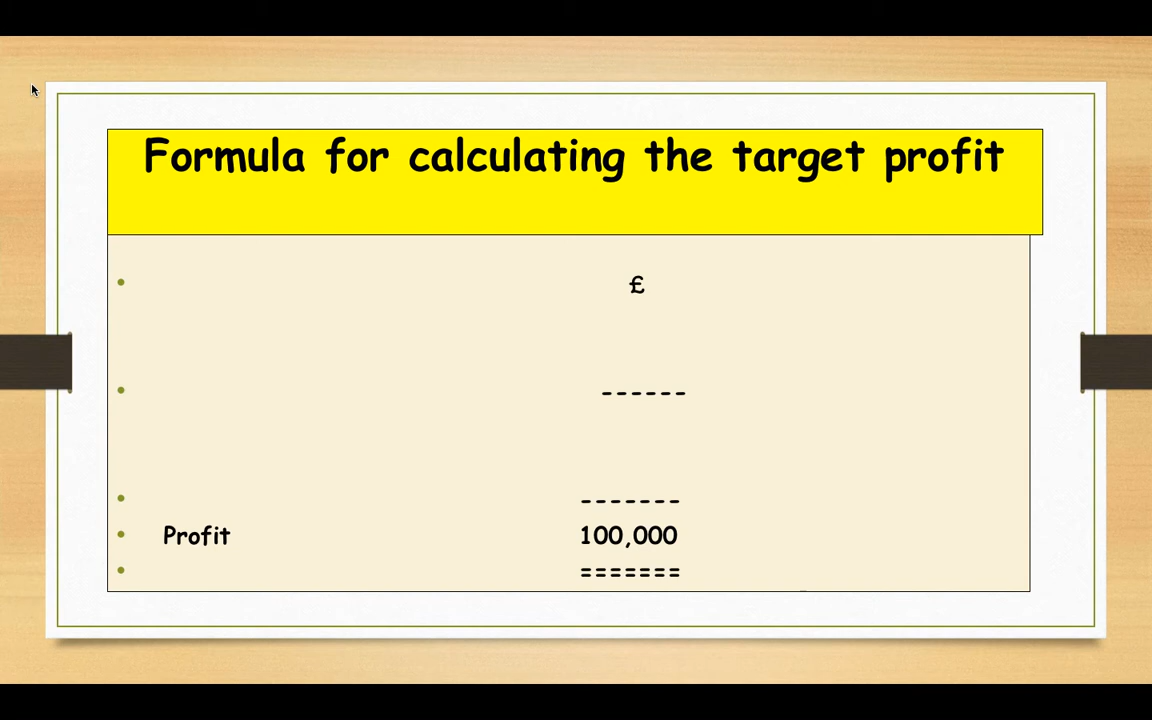 Formula for calculating the target profit
• £
• ------
• -------
• Profit 100,000
• =======